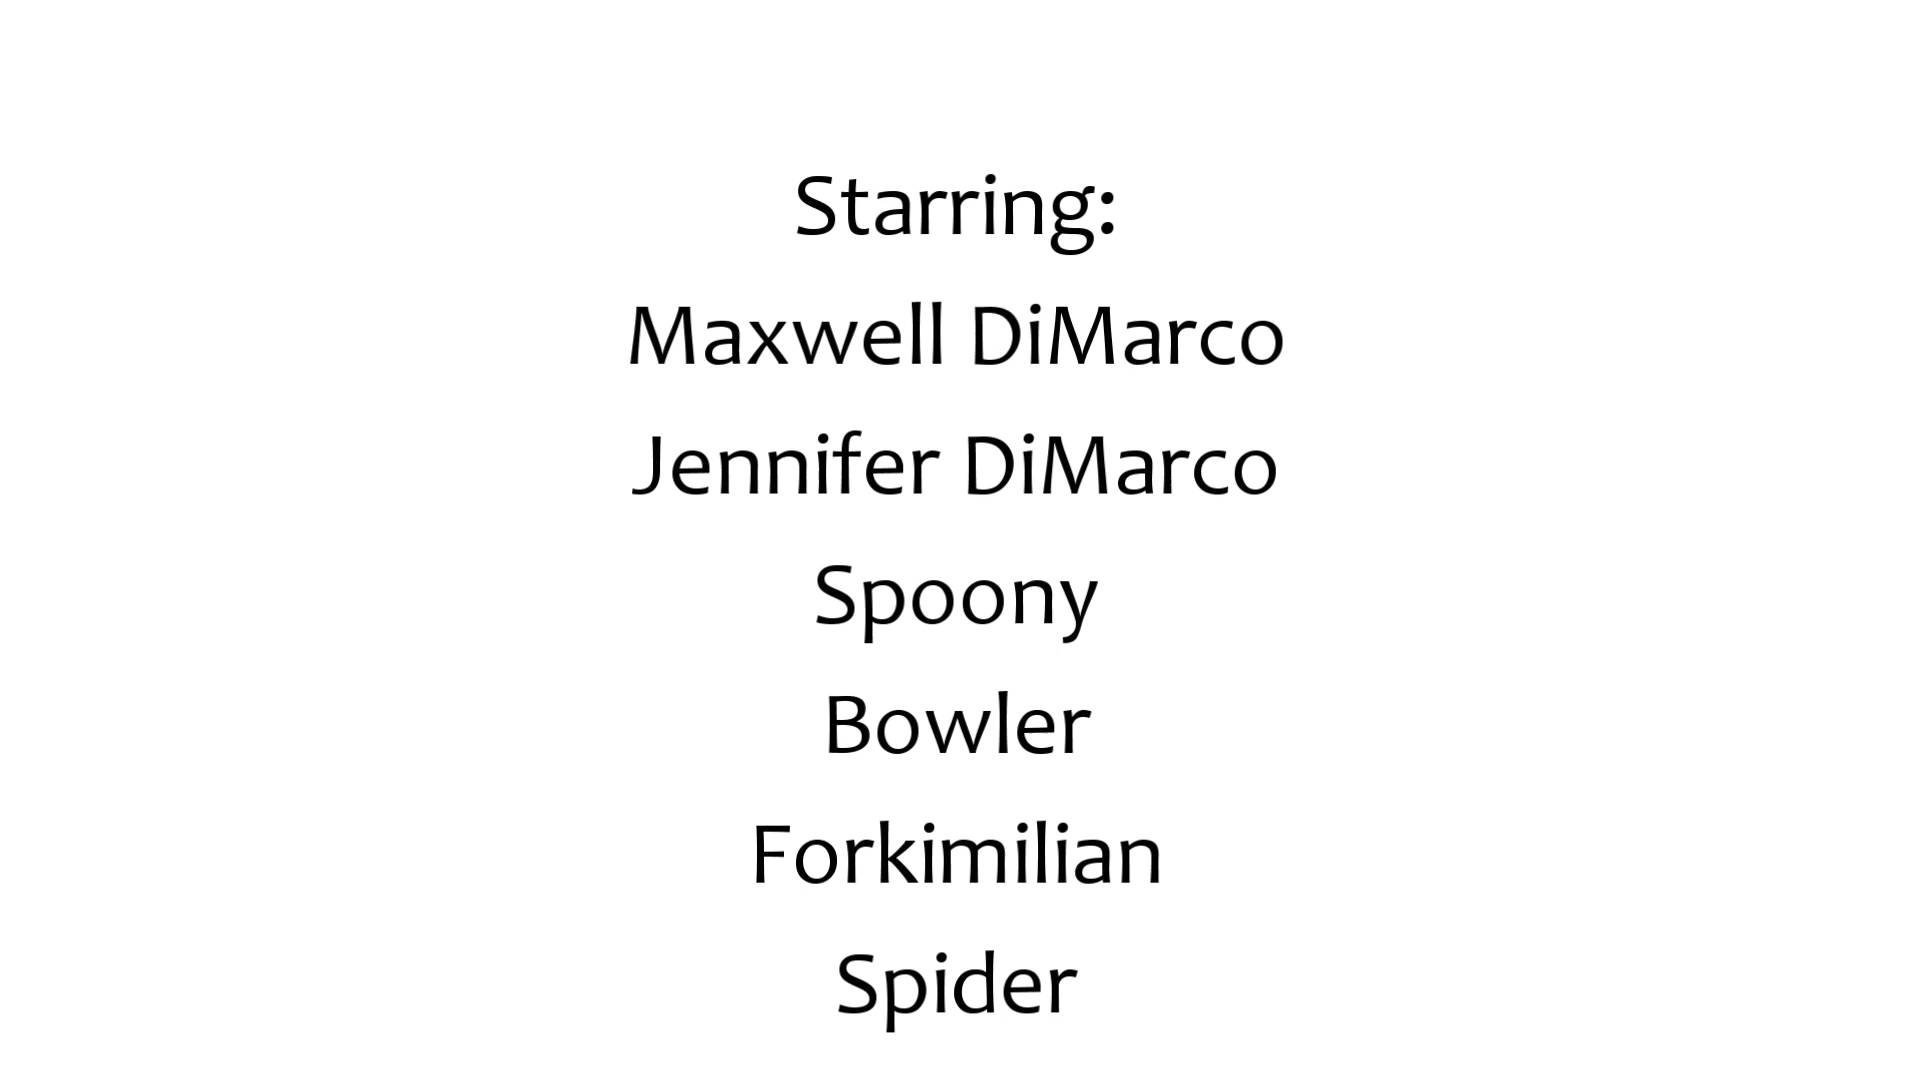 Starring:
Maxwell DiMarco
Jennifer DiMarco
Spoony
Bowler
Forkimilian
Spider